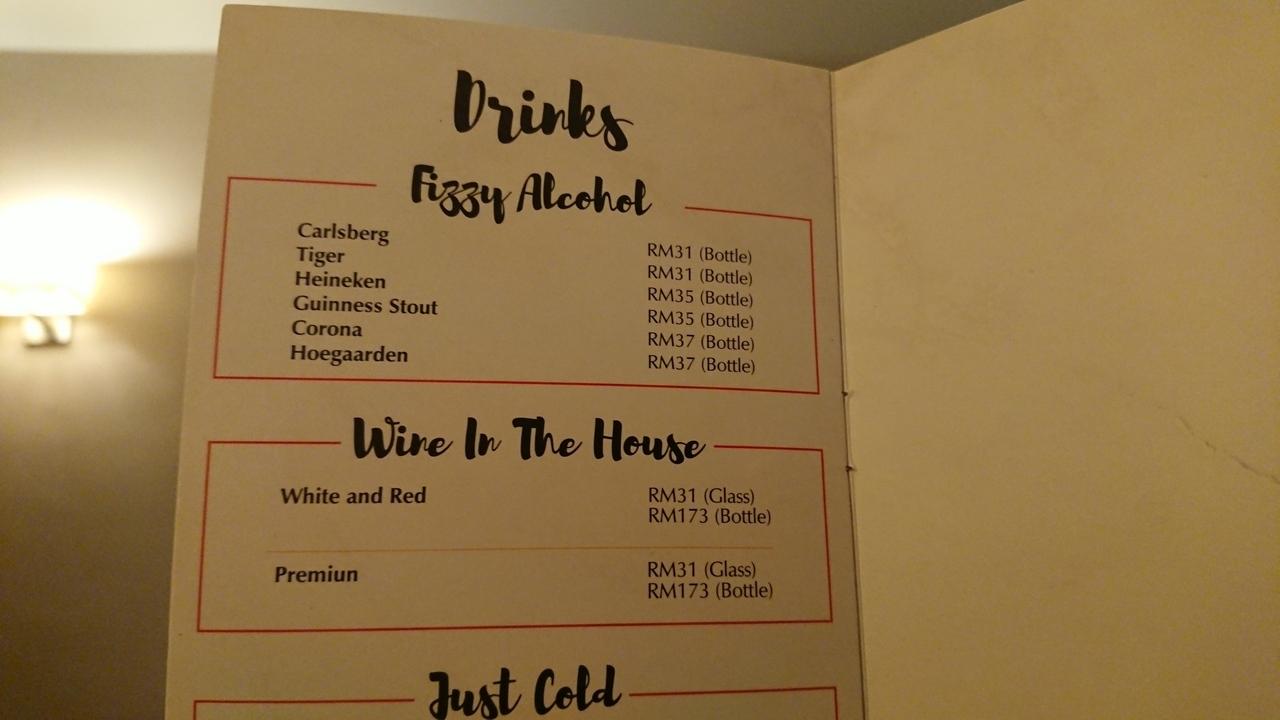 Drinks
Fizzy Alcohol
Carlsberg RM31 (Bottle)
Tiger RM31 (Bottle)
Heineken RM35 (Bottle)
Guinness Stout RM35 (Bottle)
Corona RM37 (Bottle)
Hoegaarden RM37 (Bottle)
Wine In The House
White and Red RM31 (Glass)
RM173 (Bottle)
Premiun RM31 (Glass)
RM173 (Bottle)
Just Cold